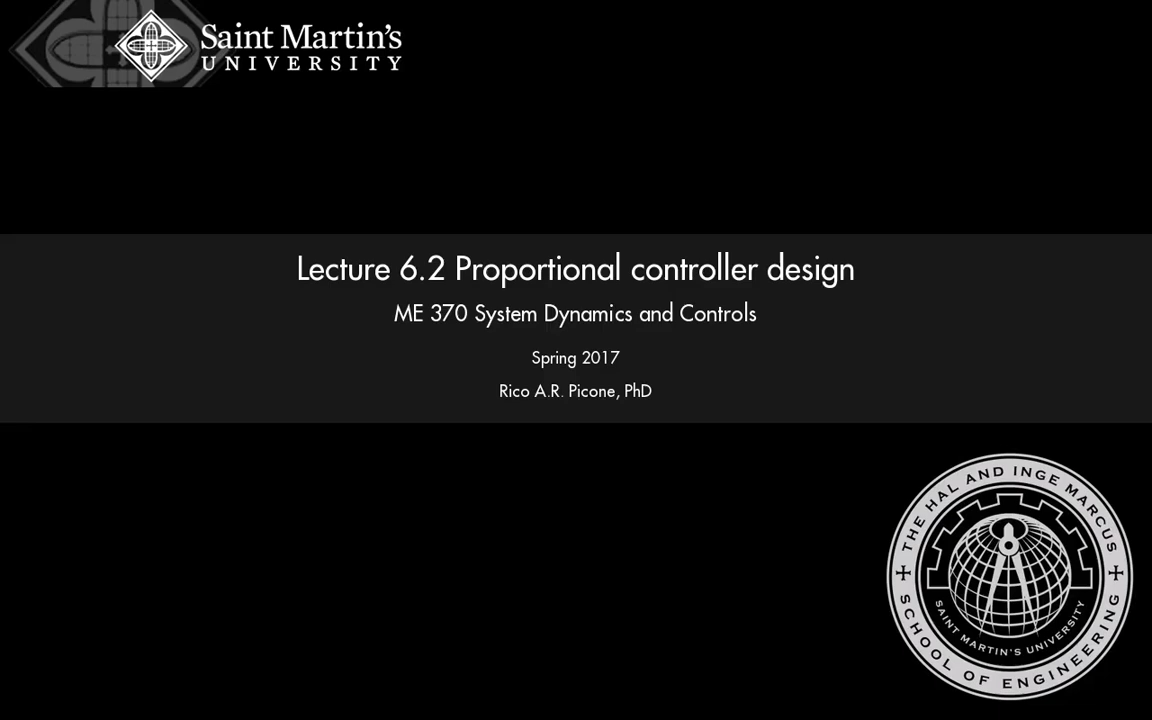 Saint Martin's
UNIVERSITY
Lecture 6.2 Proportional controller design
ME 370 System Dynamics and Controls
Spring 2017
Rico A.R. Picone, PhD
THE HAL AND INGE MARCUS
SCHOOL OF ENGINEERING
SAINT MARTIN'S UNIVERSITY